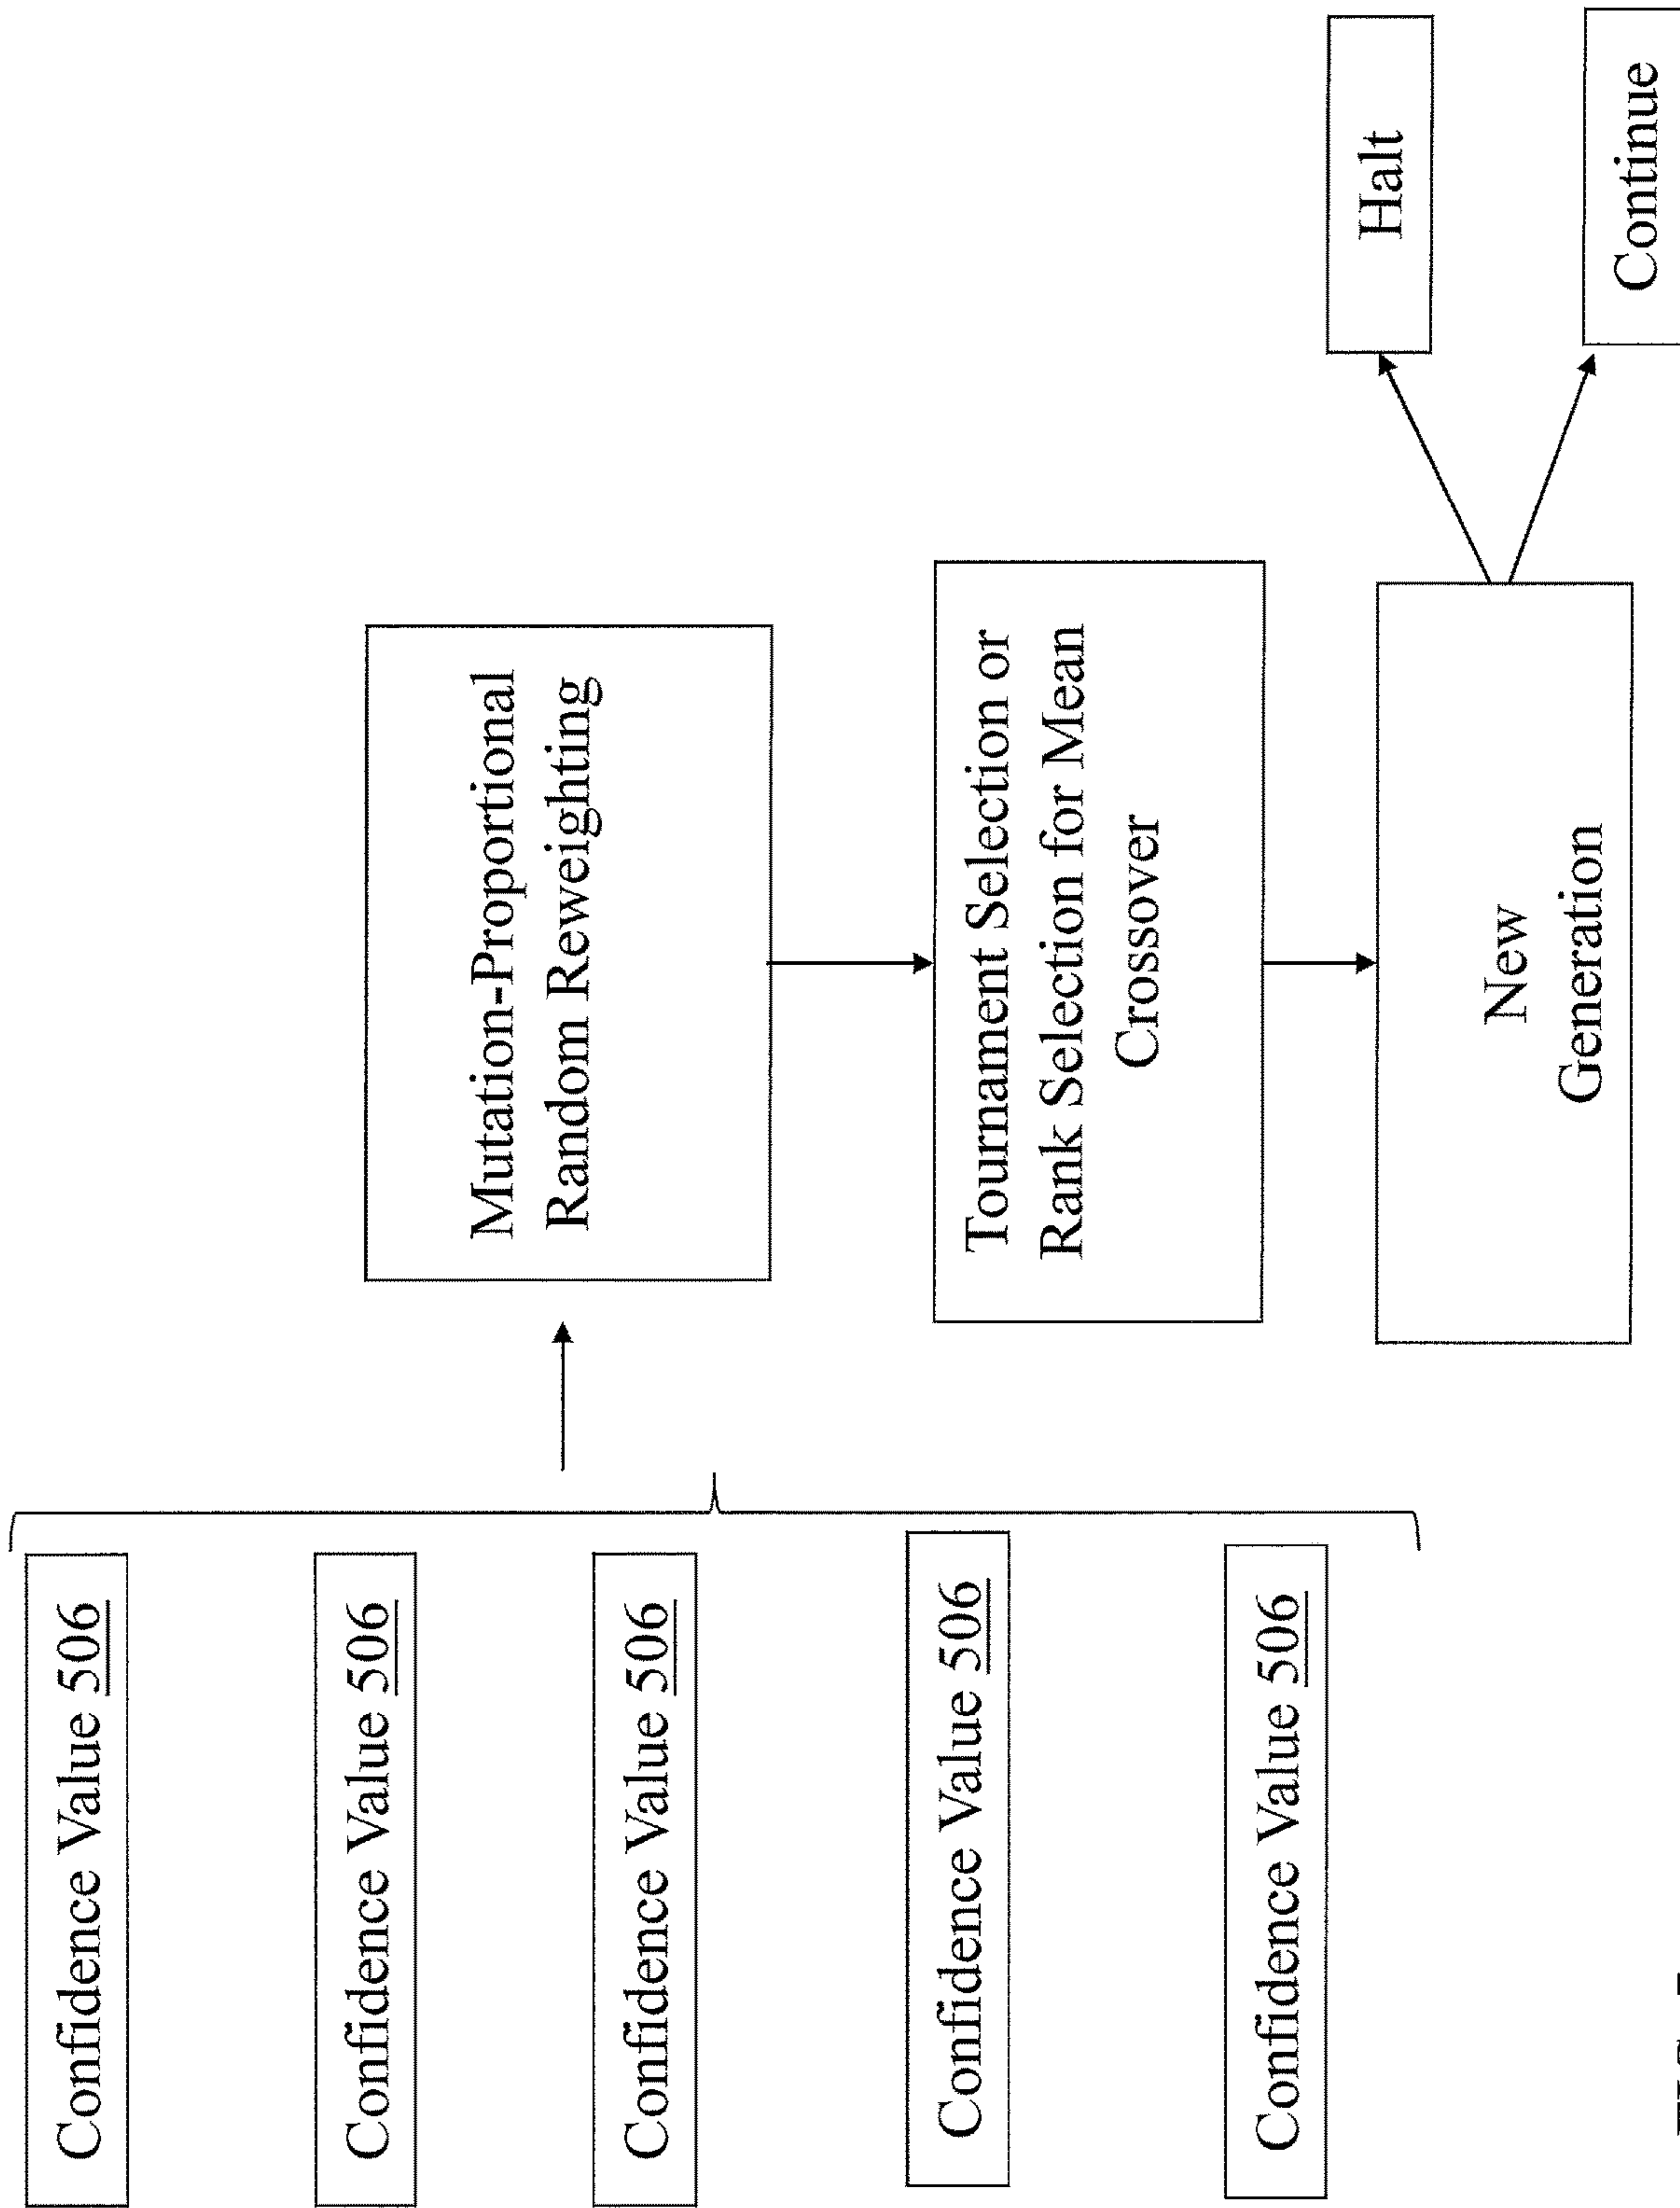 Confidence Value 506
Confidence Value 506
Confidence Value 506
Confidence Value 506
Confidence Value 506
Mutation-Proportional
Random Reweighting
Tournament Selection or
Rank Selection for Mean
Crossover
New
Generation
Halt
Continue